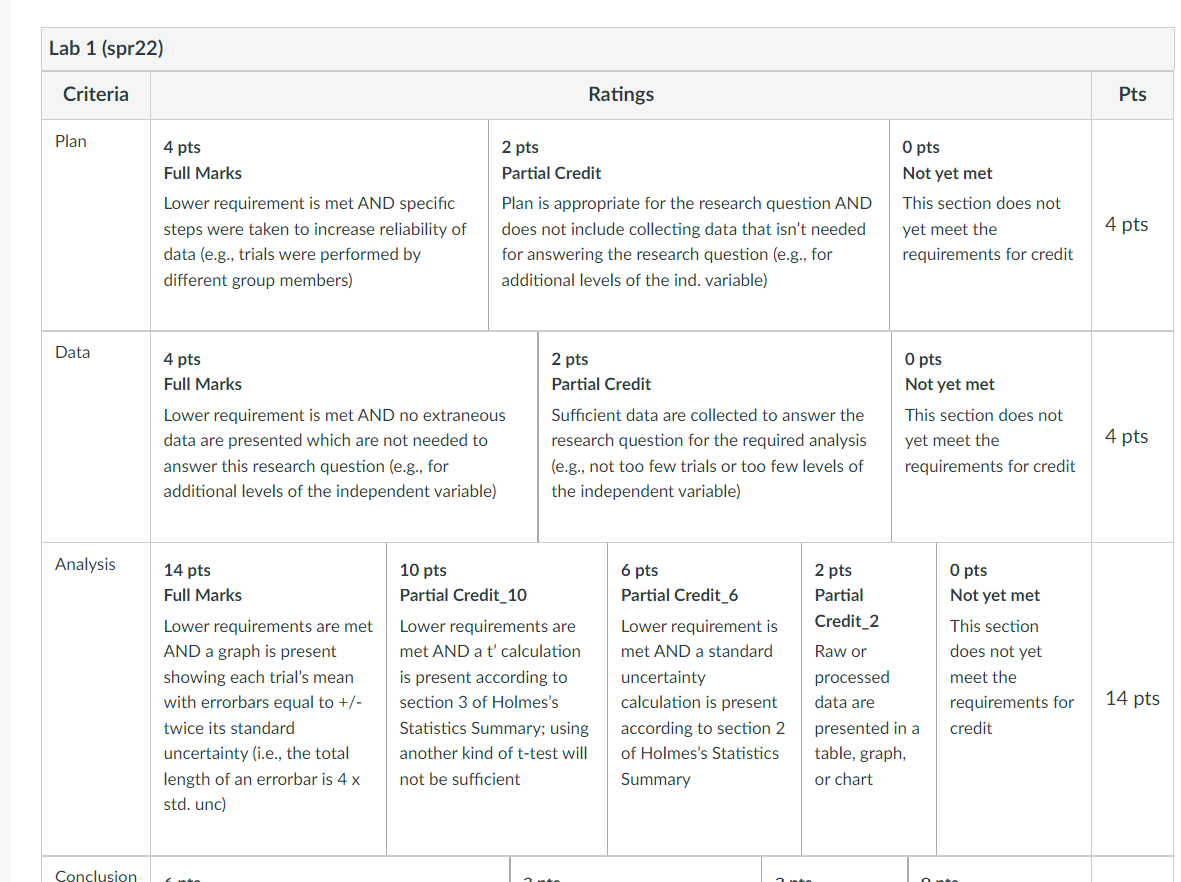 Lab 1 (spr22)
Criteria
Ratings
Pts
Plan
4 pts
Full Marks
Lower requirement is met AND specific
steps were taken to increase reliability of
data (e.g., trials were performed by
different group members)
2 pts
Partial Credit
Plan is appropriate for the research question AND
does not include collecting data that isn't needed
for answering the research question (e.g., for
additional levels of the ind. variable)
0 pts
Not yet met
This section does not
yet meet the
requirements for credit
4 pts
Data
4 pts
Full Marks
Lower requirement is met AND no extraneous
data are presented which are not needed to
answer this research question (e.g., for
additional levels of the independent variable)
2 pts
Partial Credit
Sufficient data are collected to answer the
research question for the required analysis
(e.g., not too few trials or too few levels of
the independent variable)
0 pts
Not yet met
This section does not
yet meet the
requirements for credit
4 pts
Analysis
14 pts
Full Marks
Lower requirements are met
AND a graph is present
showing each trial's mean
with errorbars equal to +/-
twice its standard
uncertainty (i.e., the total
length of an errorbar is 4 x
std. unc)
10 pts
Partial Credit_10
Lower requirements are
met AND a t’ calculation
is present according to
section 3 of Holmes’s
Statistics Summary; using
another kind of t-test will
not be sufficient
6 pts
Partial Credit_6
Lower requirement is
met AND a standard
uncertainty
calculation is present
according to section 2
of Holmes’s Statistics
Summary
2 pts
Partial
Credit_2
Raw or
processed
data are
presented in a
table, graph,
or chart
0 pts
Not yet met
This section
does not yet
meet the
requirements for
credit
14 pts
Conclusion